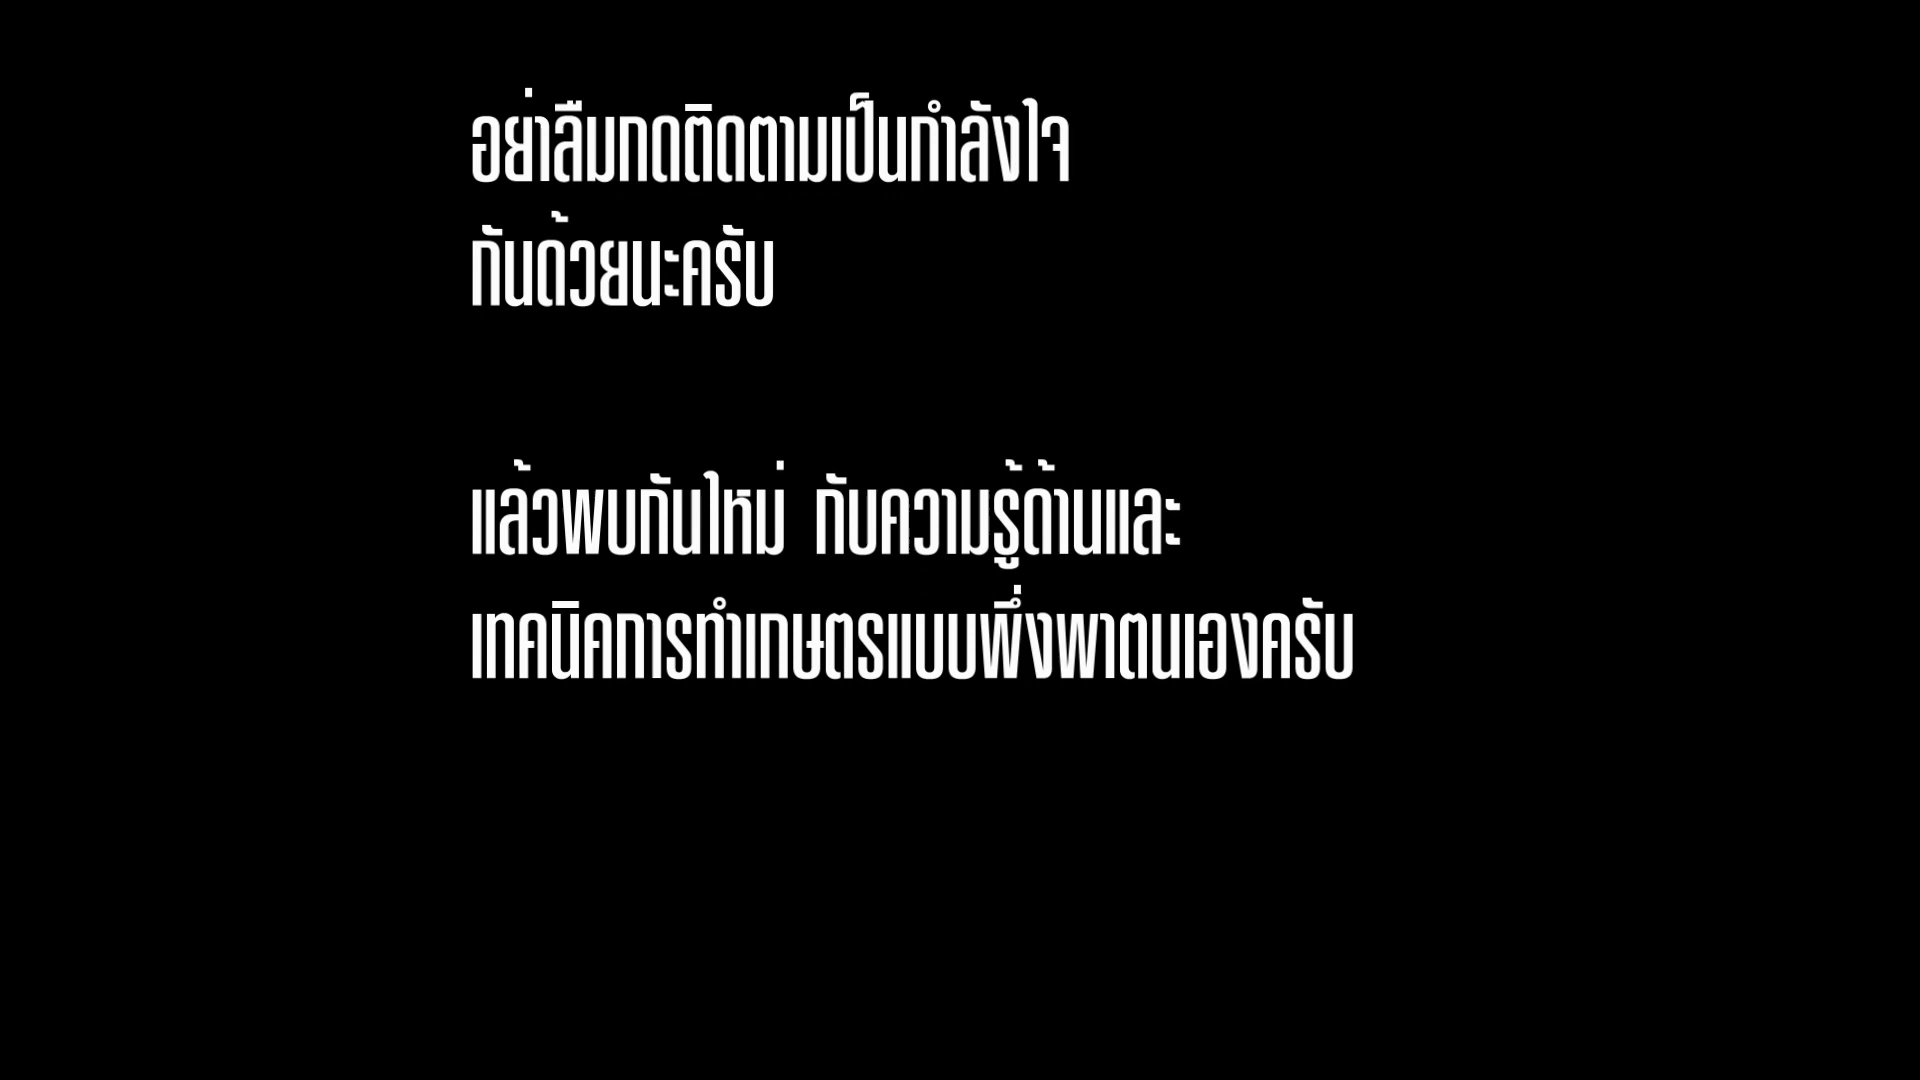 อย่าลืมกดติดตามเป็นกำลังใจ
กันด้วยนะครับ
แล้วพบกันใหม่ กับความรู้ด้านและ
เทคนิคการทำเกษตรแบบพึ่งพาตนเองครับ